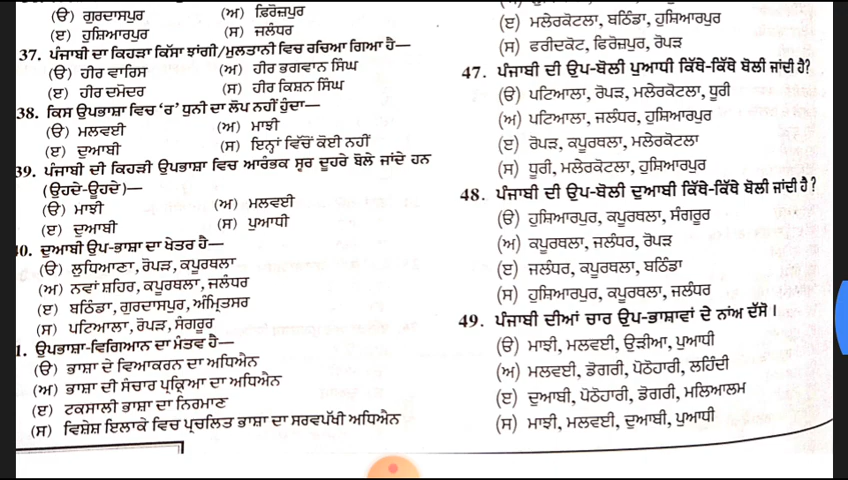 (ੳ) ਗੁਰਦਾਸਪੁਰ (ਅ) ਫ਼ਿਰੋਜ਼ਪੁਰ
(ੲ) ਹੁਸ਼ਿਆਰਪੁਰ (ਸ) ਜਲੰਧਰ
37. ਪੰਜਾਬੀ ਦਾ ਕਿਹੜਾ ਕਿੱਸਾ ਝਾਂਗੀ/ਮੁਲਤਾਨੀ ਵਿਚ ਰਚਿਆ ਗਿਆ ਹੈ—
(ੳ) ਹੀਰ ਵਾਰਿਸ (ਅ) ਹੀਰ ਭਗਵਾਨ ਸਿੰਘ
(ੲ) ਹੀਰ ਦਮੋਦਰ (ਸ) ਹੀਰ ਕਿਸ਼ਨ ਸਿੰਘ
38. ਕਿਸ ਉਪਭਾਸ਼ਾ ਵਿਚ 'ਰ' ਧੁਨੀ ਦਾ ਲੋਪ ਨਹੀਂ ਹੁੰਦਾ—
(ੳ) ਮਲਵਈ (ਅ) ਮਾਝੀ
(ੲ) ਦੁਆਬੀ (ਸ) ਇਨ੍ਹਾਂ ਵਿੱਚੋਂ ਕੋਈ ਨਹੀਂ
39. ਪੰਜਾਬੀ ਦੀ ਕਿਹੜੀ ਉਪਭਾਸ਼ਾ ਵਿਚ ਆਰੰਭਕ ਸੁਰ ਦੂਹਰੇ ਬੋਲੇ ਜਾਂਦੇ ਹਨ
(ਉਹਦੇ-ਊਹਦੇ)—
(ੳ) ਮਾਝੀ (ਅ) ਮਲਵਈ
(ੲ) ਦੁਆਬੀ (ਸ) ਪੁਆਧੀ
40. ਦੁਆਬੀ ਉਪ-ਭਾਸ਼ਾ ਦਾ ਖੇਤਰ ਹੈ—
(ੳ) ਲੁਧਿਆਣਾ, ਰੋਪੜ, ਕਪੂਰਥਲਾ
(ਅ) ਨਵਾਂ ਸ਼ਹਿਰ, ਕਪੂਰਥਲਾ, ਜਲੰਧਰ
(ੲ) ਬਠਿੰਡਾ, ਗੁਰਦਾਸਪੁਰ, ਅੰਮ੍ਰਿਤਸਰ
(ਸ) ਪਟਿਆਲਾ, ਰੋਪੜ, ਸੰਗਰੂਰ
1. ਉਪਭਾਸ਼ਾ-ਵਿਗਿਆਨ ਦਾ ਮੰਤਵ ਹੈ—
(ੳ) ਭਾਸ਼ਾ ਦੇ ਵਿਆਕਰਨ ਦਾ ਅਧਿਐਨ
(ਅ) ਭਾਸ਼ਾ ਦੀ ਸੰਚਾਰ ਪ੍ਰਕ੍ਰਿਆ ਦਾ ਅਧਿਐਨ
(ੲ) ਟਕਸਾਲੀ ਭਾਸ਼ਾ ਦਾ ਨਿਰਮਾਣ
(ਸ) ਵਿਸ਼ੇਸ਼ ਇਲਾਕੇ ਵਿਚ ਪ੍ਰਚਲਿਤ ਭਾਸ਼ਾ ਦਾ ਸਰਵਪੱਖੀ ਅਧਿਐਨ
(ੲ) ਮਲੇਰਕੋਟਲਾ, ਬਠਿੰਡਾ, ਹੁਸ਼ਿਆਰਪੁਰ
(ਸ) ਫਰੀਦਕੋਟ, ਫਿਰੋਜ਼ਪੁਰ, ਰੋਪੜ
47. ਪੰਜਾਬੀ ਦੀ ਉਪ-ਬੋਲੀ ਪੁਆਧੀ ਕਿੱਥੇ-ਕਿੱਥੇ ਬੋਲੀ ਜਾਂਦੀ ਹੈ?
(ੳ) ਪਟਿਆਲਾ, ਰੋਪੜ, ਮਲੇਰਕੋਟਲਾ, ਧੂਰੀ
(ਅ) ਪਟਿਆਲਾ, ਜਲੰਧਰ, ਹੁਸ਼ਿਆਰਪੁਰ
(ੲ) ਰੋਪੜ, ਕਪੂਰਥਲਾ, ਮਲੇਰਕੋਟਲਾ
(ਸ) ਧੂਰੀ, ਮਲੇਰਕੋਟਲਾ, ਹੁਸ਼ਿਆਰਪੁਰ
48. ਪੰਜਾਬੀ ਦੀ ਉਪ-ਬੋਲੀ ਦੁਆਬੀ ਕਿੱਥੇ-ਕਿੱਥੇ ਬੋਲੀ ਜਾਂਦੀ ਹੈ?
(ੳ) ਹੁਸ਼ਿਆਰਪੁਰ, ਕਪੂਰਥਲਾ, ਸੰਗਰੂਰ
(ਅ) ਕਪੂਰਥਲਾ, ਜਲੰਧਰ, ਰੋਪੜ
(ੲ) ਜਲੰਧਰ, ਕਪੂਰਥਲਾ, ਬਠਿੰਡਾ
(ਸ) ਹੁਸ਼ਿਆਰਪੁਰ, ਕਪੂਰਥਲਾ, ਜਲੰਧਰ
49. ਪੰਜਾਬੀ ਦੀਆਂ ਚਾਰ ਉਪ-ਭਾਸ਼ਾਵਾਂ ਦੇ ਨਾਂਅ ਦੱਸੋ।
(ੳ) ਮਾਝੀ, ਮਲਵਈ, ਉੜੀਆ, ਪੁਆਧੀ
(ਅ) ਮਲਵਈ, ਡੋਗਰੀ, ਪੋਠੋਹਾਰੀ, ਲਹਿੰਦੀ
(ੲ) ਦੁਆਬੀ, ਪੋਠੋਹਾਰੀ, ਡੋਗਰੀ, ਮਲਿਆਲਮ
(ਸ) ਮਾਝੀ, ਮਲਵਈ, ਦੁਆਬੀ, ਪੁਆਧੀ